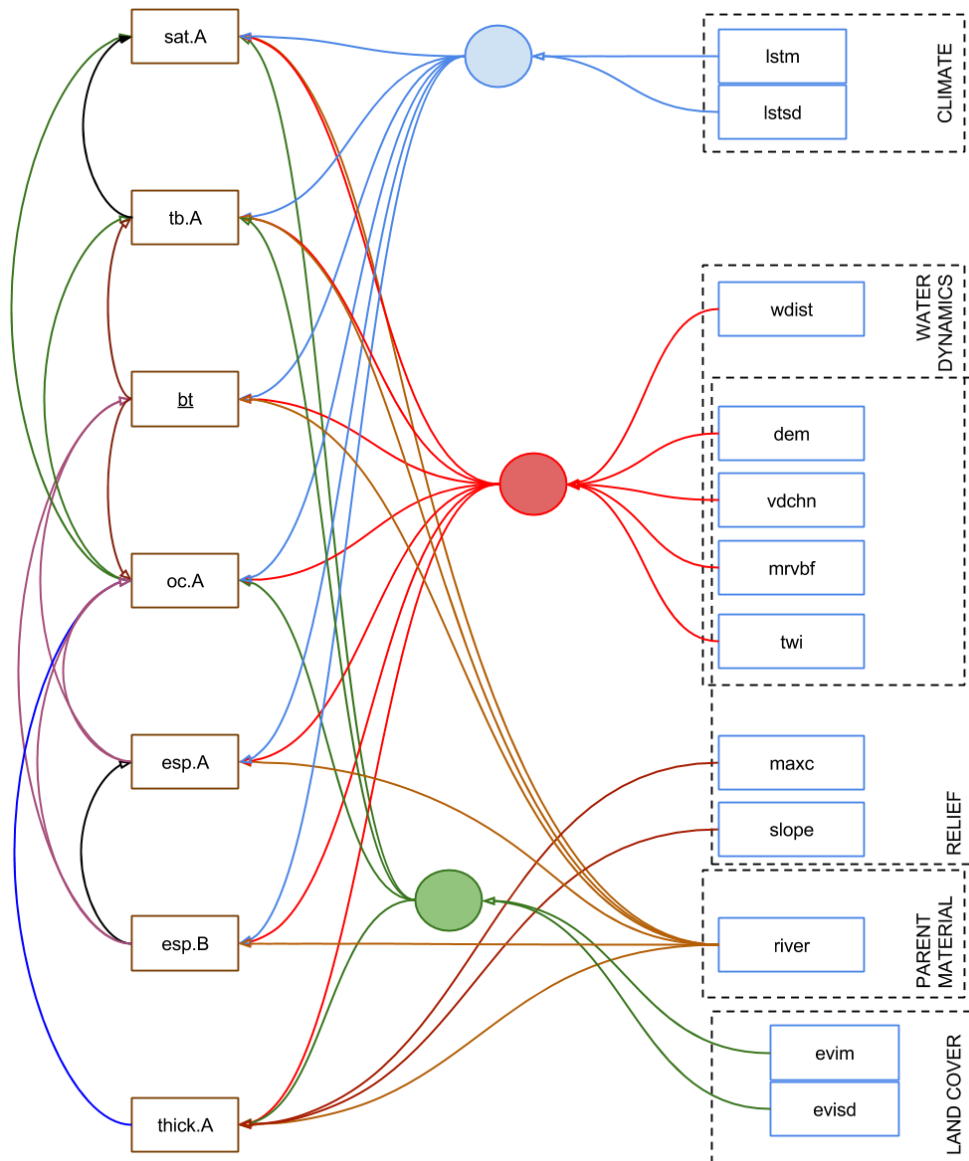 sat.A
tb.A
bt
oc.A
esp.A
esp.B
thick.A
lstm
lstsd
CLIMATE
wdist
WATER
DYNAMICS
dem
vdchn
mrvbf
twi
maxc
slope
RELIEF
river
PARENT
MATERIAL
evim
evisd
LAND COVER